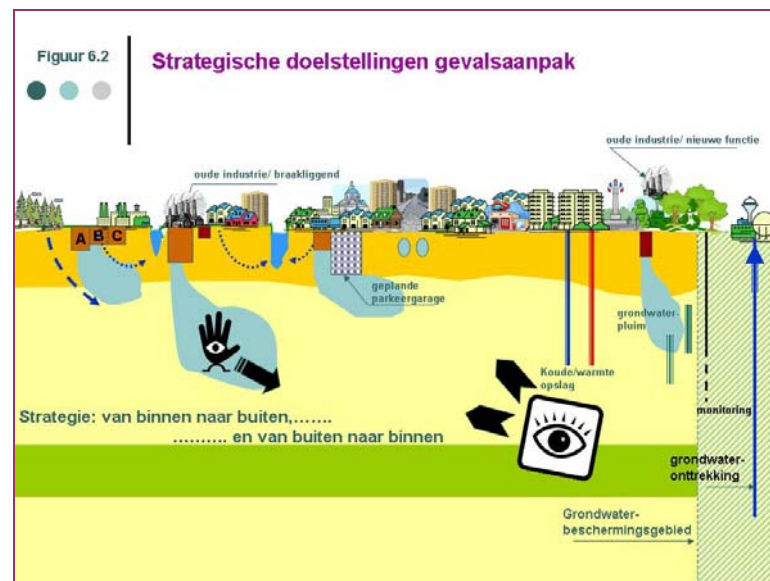 Figuur 6.2
Strategische doelstellingen gevalsaanpak
oude industrie/ nieuwe functie
oude industrie/ braakliggend
A B C
geplande
parkeergarage
grondwater-
pluim
Koude/warmte
opslag
monitoring
Strategie: van binnen naar buiten,.......
.......... en van buiten naar binnen
grondwater-
onttrekking
Grondwater-
beschermingsgebied